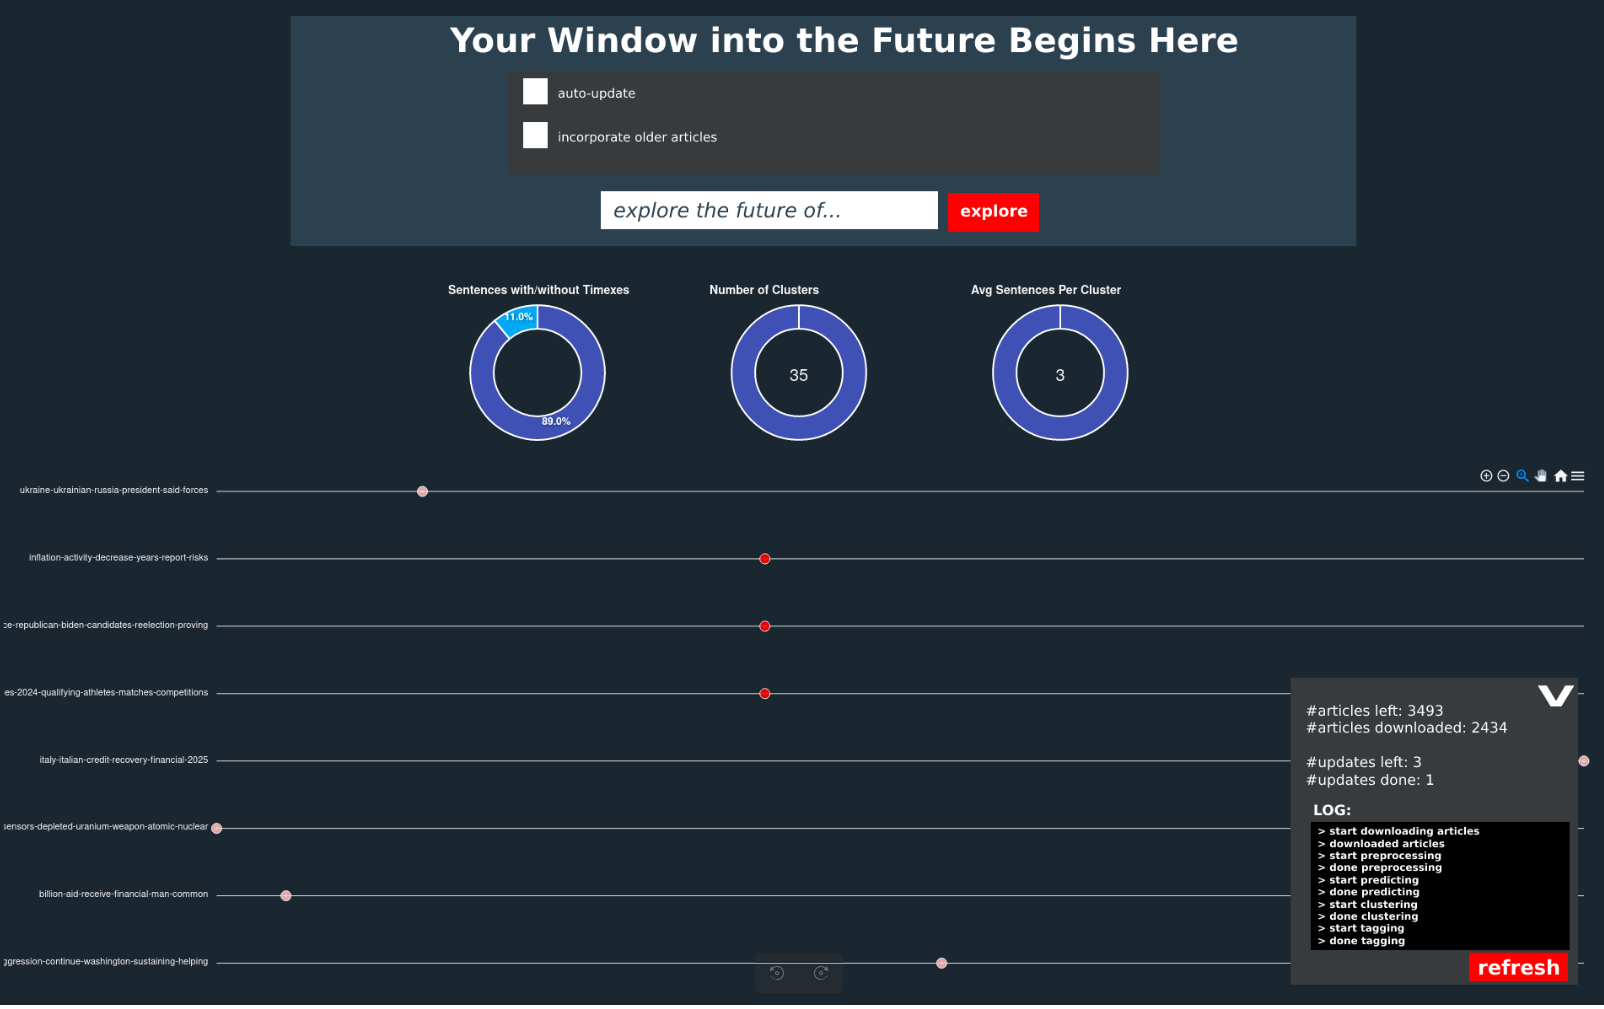 Your Window into the Future Begins Here
auto-update
incorporate older articles
explore the future of...
explore
Sentences with/without Timexes
11.0%
89.0%
Number of Clusters
35
Avg Sentences Per Cluster
3
ukraine-ukrainian-russia-president-said-forces
inflation-activity-decrease-years-report-risks
ce-republican-biden-candidates-reelection-proving
es-2024-qualifying-athletes-matches-competitions
italy-italian-credit-recovery-financial-2025
sensors-depleted-uranium-weapon-atomic-nuclear
billion-aid-receive-financial-man-common
ggression-continue-washington-sustaining-helping
#articles left: 3493
#articles downloaded: 2434
#updates left: 3
#updates done: 1
LOG:
> start downloading articles
> downloaded articles
> start preprocessing
> done preprocessing
> start predicting
> done predicting
> start clustering
> done clustering
> start tagging
> done tagging
refresh